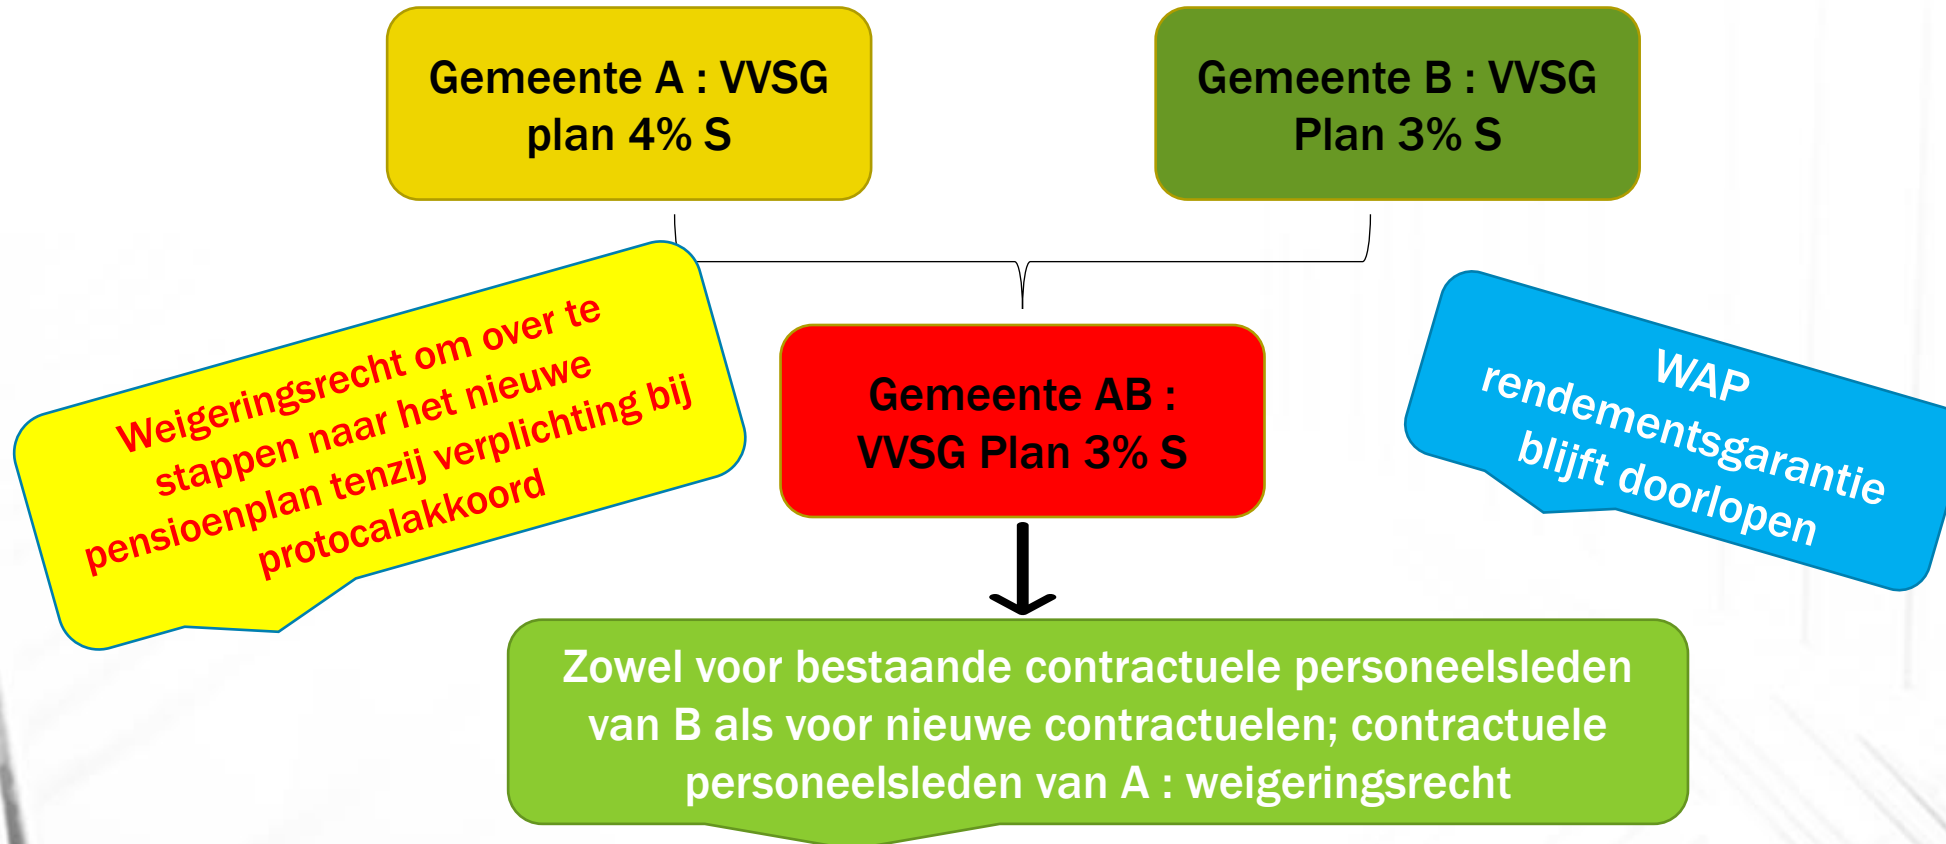 Gemeente A : VVSG
plan 4% S
Gemeente B : VVSG
Plan 3% S
Weigeringsrecht om over te
stappen naar het nieuwe
pensioenplan tenzij verplichting bij
protocalakkoord
Gemeente AB :
VVSG Plan 3% S
WAP
rendementsgarantie
blijft doorlopen
Zowel voor bestaande contractuele personeelsleden
van B als voor nieuwe contractuelen; contractuele
personeelsleden van A : weigeringsrecht